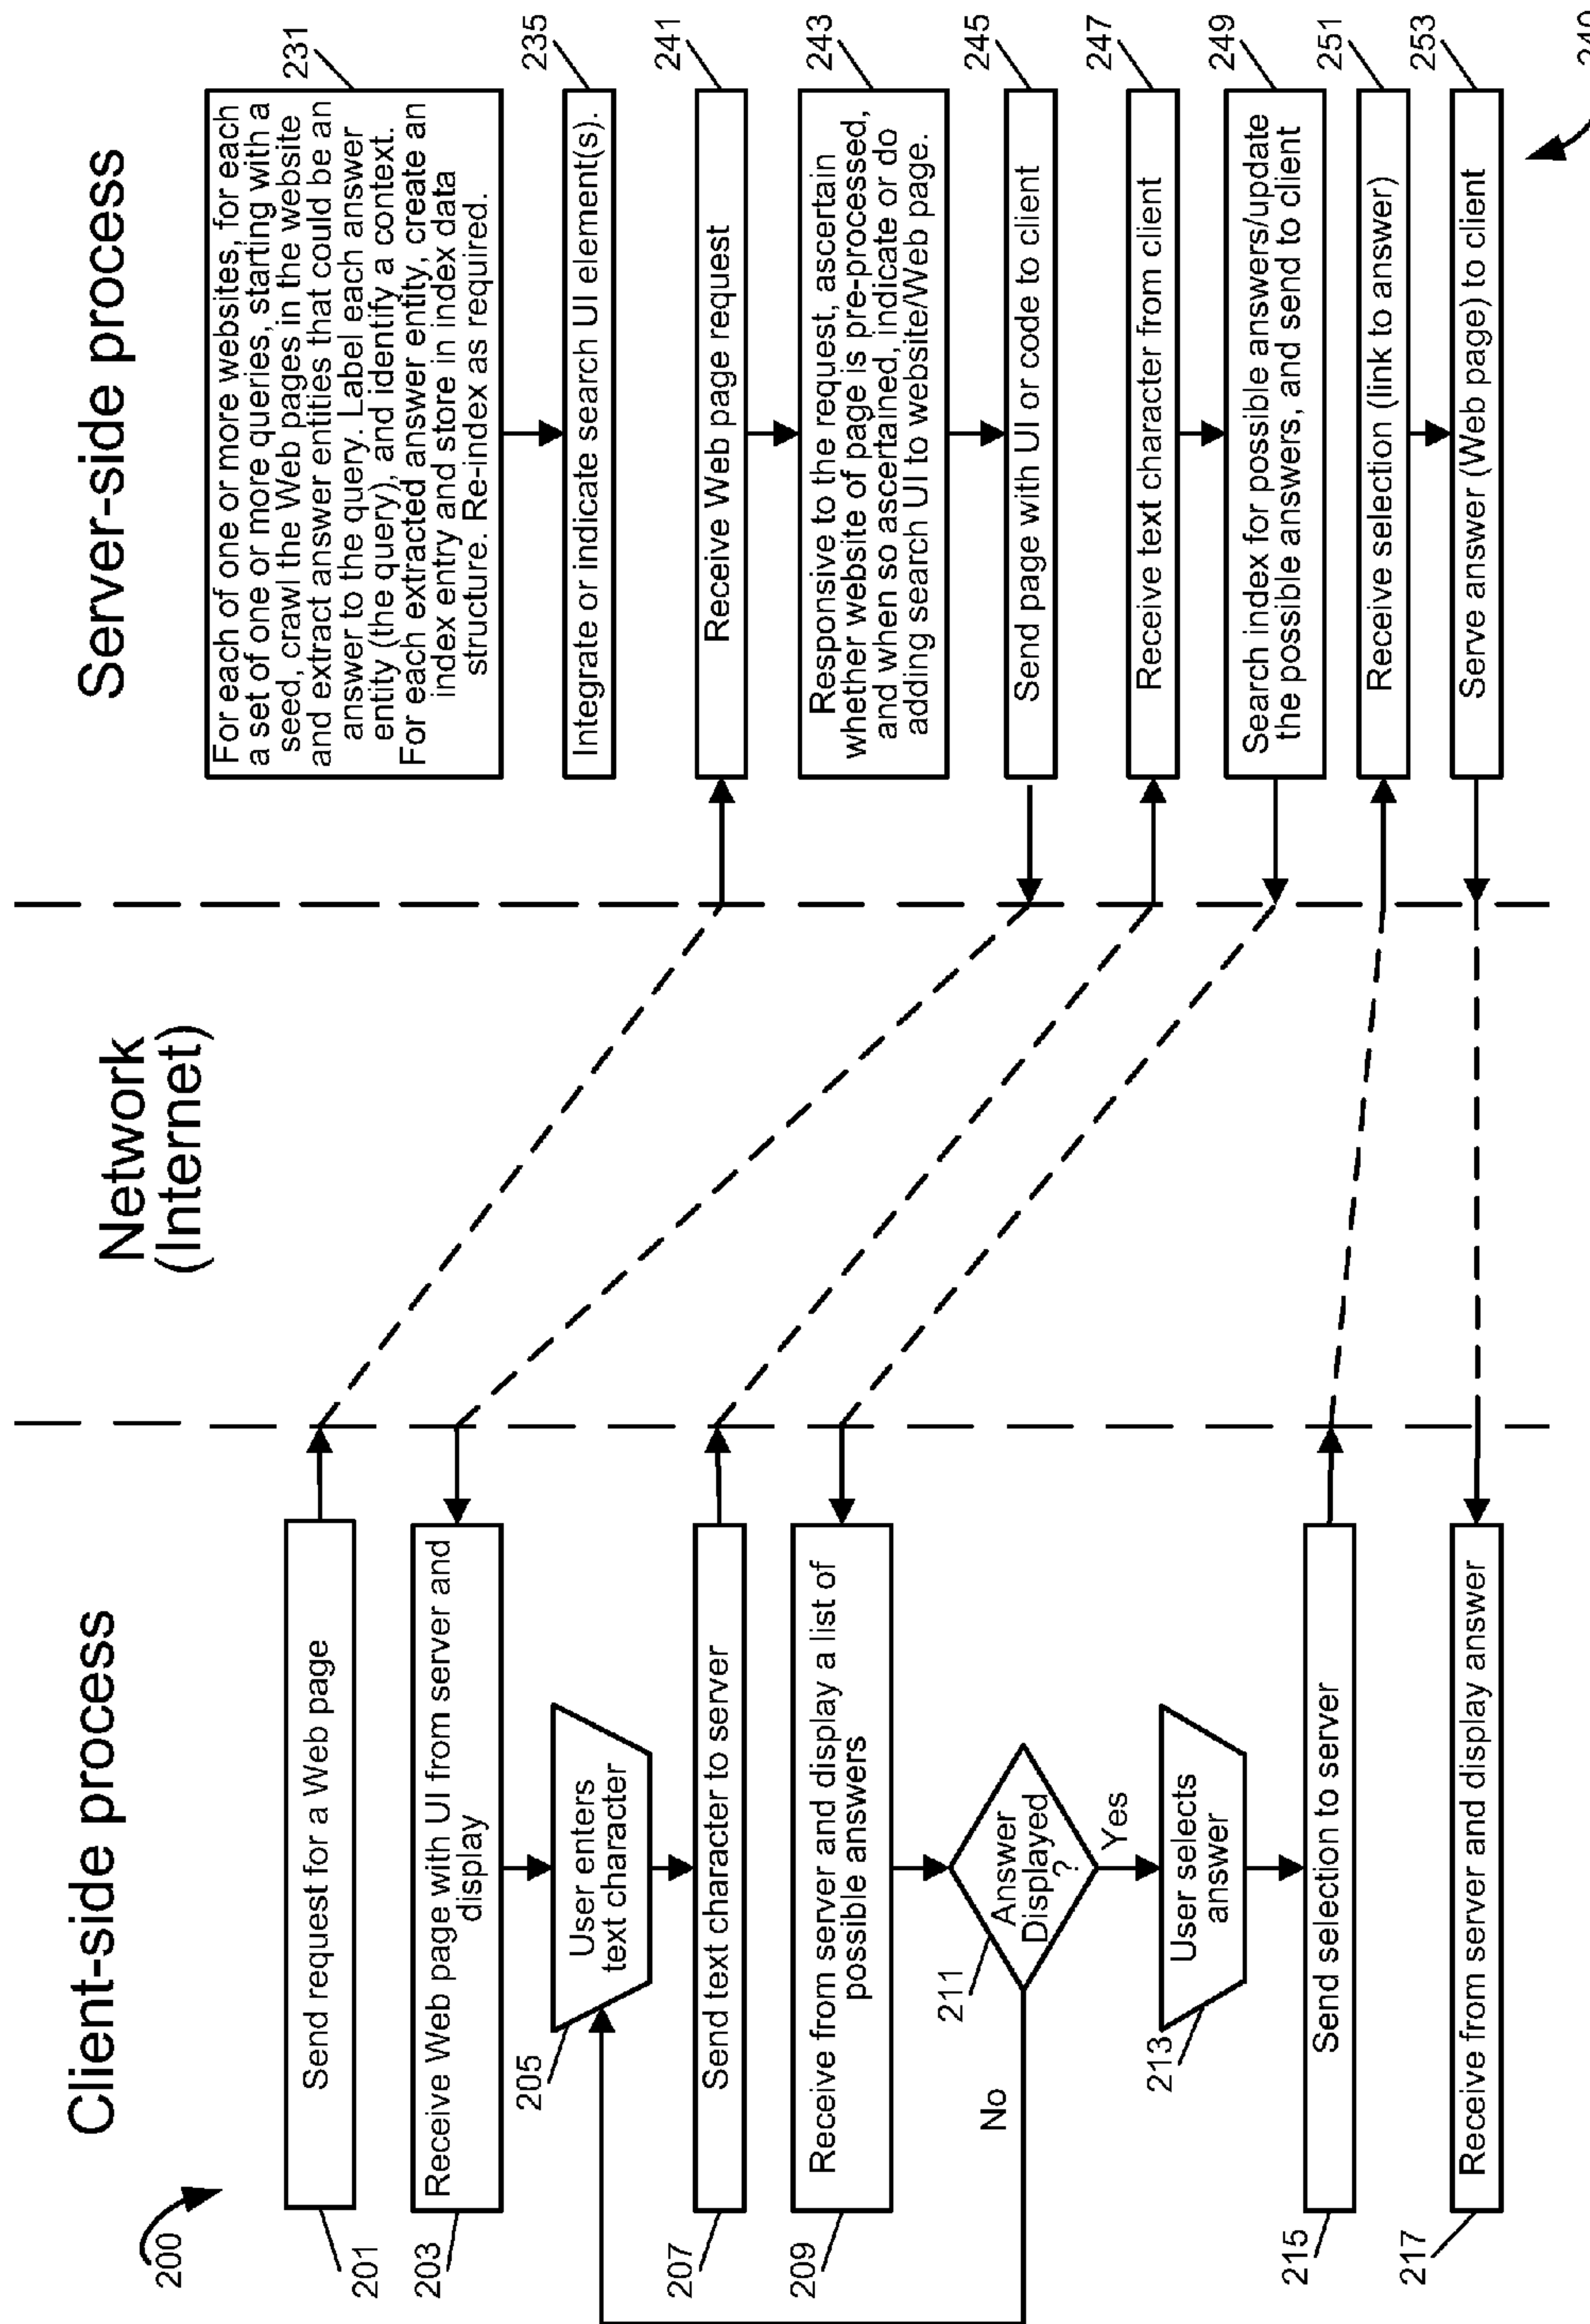 Client-side process
Network
(Internet)
Server-side process
200
Send request for a Web page
201
Receive Web page with UI from server and
display
203
User enters
text character
205
Send text character to server
207
Receive from server and display a list of
possible answers
209
Answer
Displayed
?
211
No
Yes
User selects
answer
213
Send selection to server
215
Receive from server and display answer
217
For each of one or more websites, for each
a set of one or more queries, starting with a
seed, crawl the Web pages in the website
and extract answer entities that could be an
answer to the query. Label each answer
entity (the query), and identify a context.
For each extracted answer entity, create an
index entry and store in index data
structure. Re-index as required.
231
Integrate or indicate search UI element(s).
235
Receive Web page request
241
Responsive to the request, ascertain
whether website of page is pre-processed,
and when so ascertained, indicate or do
adding search UI to website/Web page.
243
Send page with UI or code to client
245
Receive text character from client
247
Search index for possible answers/update
the possible answers, and send to client
249
Receive selection (link to answer)
251
Serve answer (Web page) to client
253